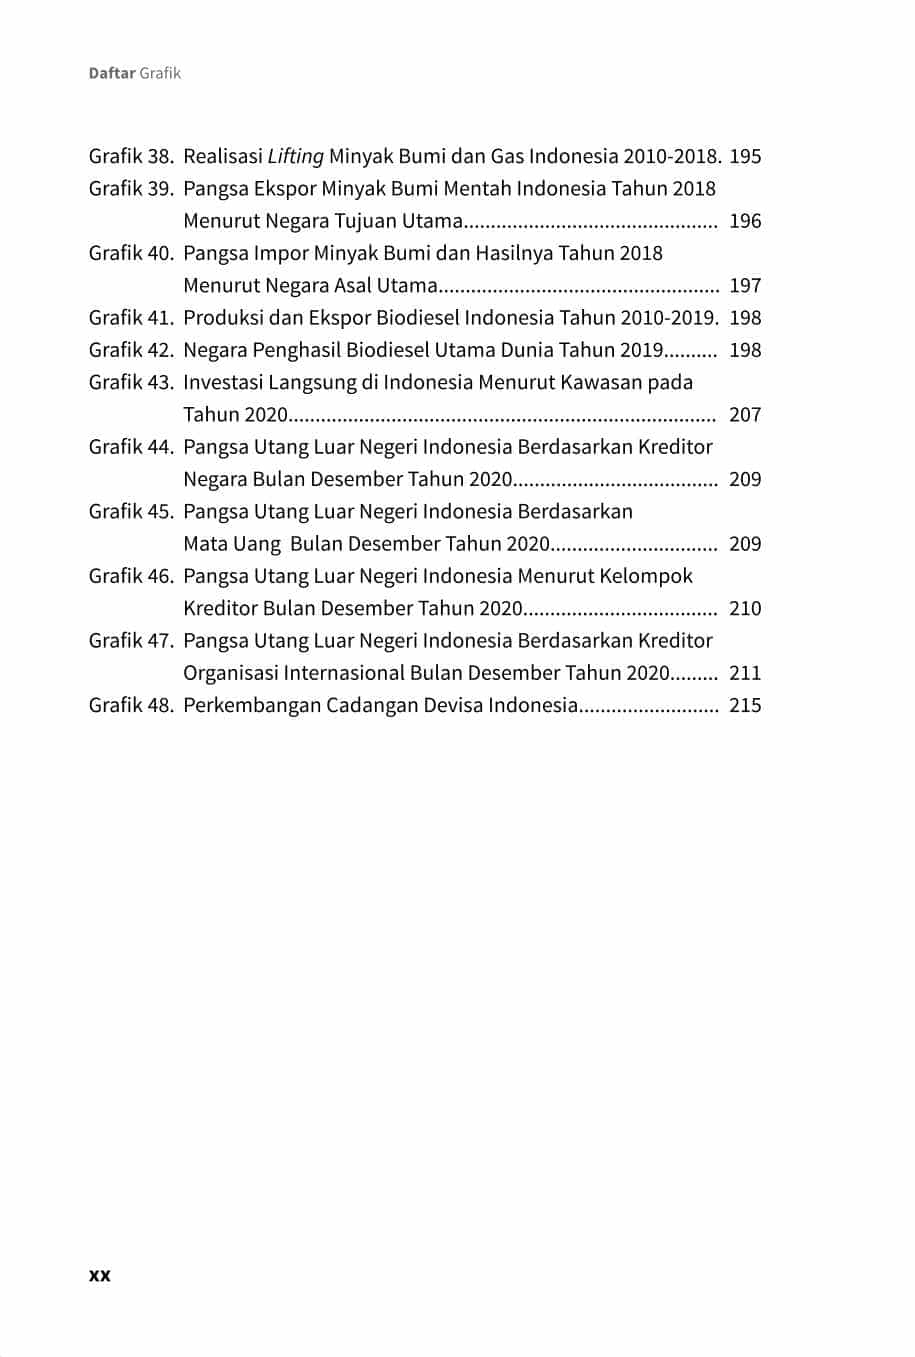 Daftar Grafik
Grafik 38. Realisasi Lifting Minyak Bumi dan Gas Indonesia 2010-2018. 195
Grafik 39. Pangsa Ekspor Minyak Bumi Mentah Indonesia Tahun 2018
Menurut Negara Tujuan Utama............................................... 196
Grafik 40. Pangsa Impor Minyak Bumi dan Hasilnya Tahun 2018
Menurut Negara Asal Utama.................................................... 197
Grafik 41. Produksi dan Ekspor Biodiesel Indonesia Tahun 2010-2019. 198
Grafik 42. Negara Penghasil Biodiesel Utama Dunia Tahun 2019.......... 198
Grafik 43. Investasi Langsung di Indonesia Menurut Kawasan pada
Tahun 2020............................................................................... 207
Grafik 44. Pangsa Utang Luar Negeri Indonesia Berdasarkan Kreditor
Negara Bulan Desember Tahun 2020...................................... 209
Grafik 45. Pangsa Utang Luar Negeri Indonesia Berdasarkan
Mata Uang  Bulan Desember Tahun 2020............................... 209
Grafik 46. Pangsa Utang Luar Negeri Indonesia Menurut Kelompok
Kreditor Bulan Desember Tahun 2020.................................... 210
Grafik 47. Pangsa Utang Luar Negeri Indonesia Berdasarkan Kreditor
Organisasi Internasional Bulan Desember Tahun 2020......... 211
Grafik 48. Perkembangan Cadangan Devisa Indonesia.......................... 215
xx